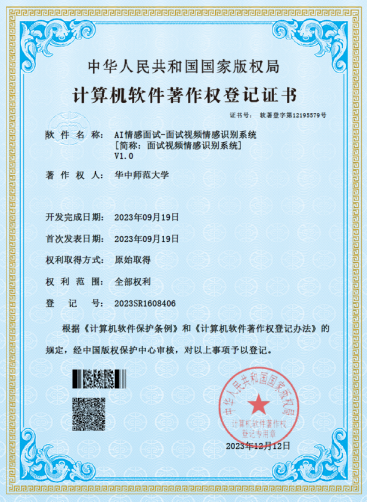 中华人民共和国国家版权局
计算机软件著作权登记证书
证书号： 软著登字第12195579号
软件名称： AI情感面试-面试视频情感识别系统
[简称：面试视频情感识别系统]
V1.0
著作权人： 华中师范大学
开发完成日期： 2023年09月19日
首次发表日期： 2023年09月19日
权利取得方式： 原始取得
权利范围： 全部权利
登记号： 2023SR1608406
根据《计算机软件保护条例》和《计算机软件著作权登记办法》的
规定，经中国版权保护中心审核，对以上事项予以登记。
中华人民共和国国家版权局
计算机软件著作权
登记专用章
2023年12月12日